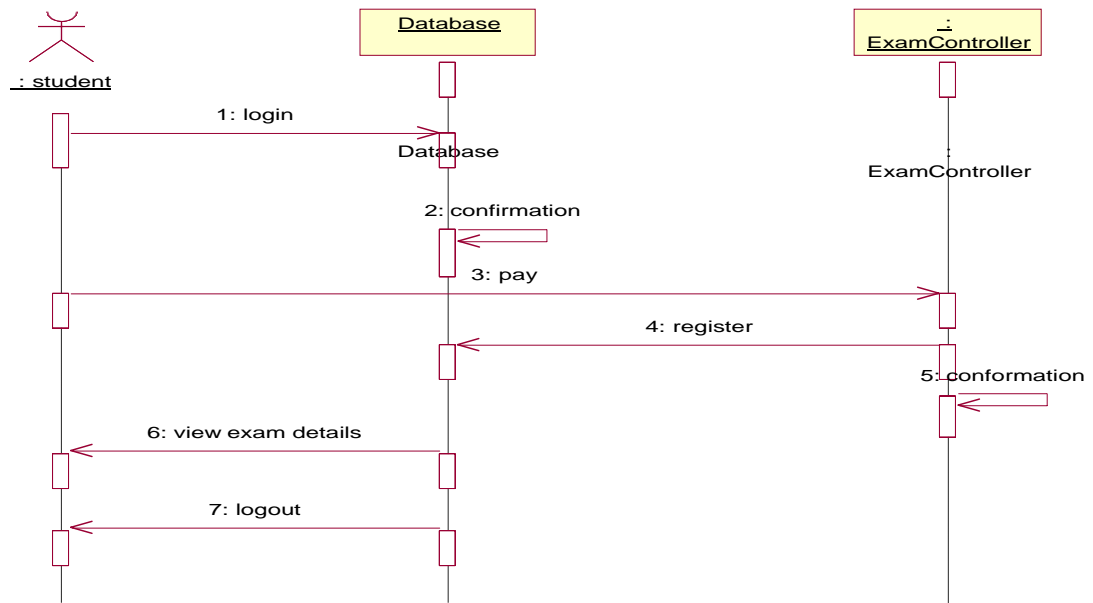 Database
:
ExamController
: student
1: login
Database
:
ExamController
2: confirmation
3: pay
4: register
5: conformation
6: view exam details
7: logout